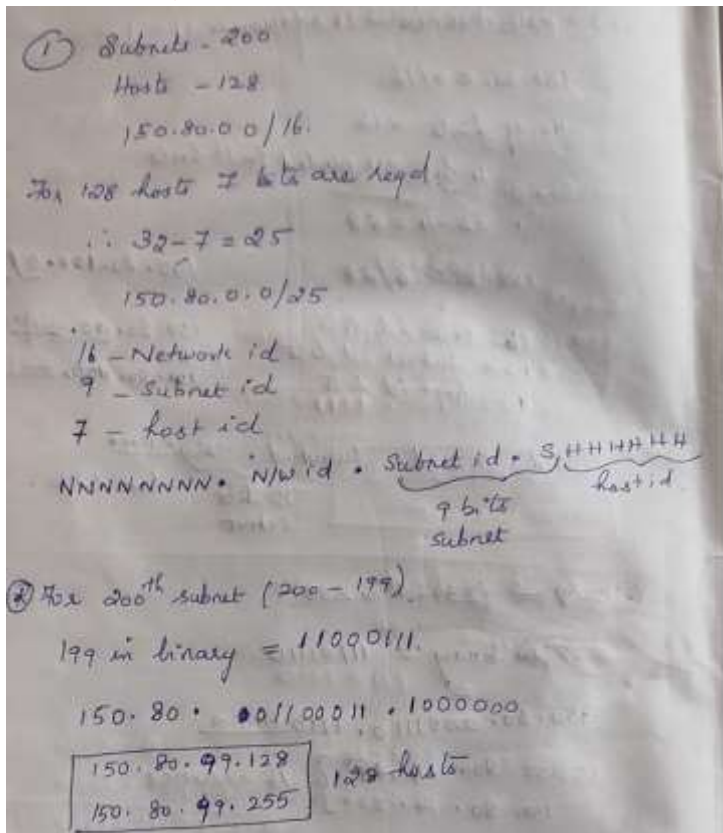 ① Subnets - 200
Hosts - 128
150.80.0.0/16.
For 128 hosts 7 bits are reqd.
∴ 32-7 = 25
150.80.0.0/25
16 - Network id
9 - Subnet id
7 - host id
NNNNNNNN. N/W id . Subnet id . S, HHHHHHH
9 bits host id.
subnet
② For 200th subnet (200 - 199).
199 in binary = 11000111.
150.80. 01100011 . 1000000
150.80.99.128
128 hosts.
150.80.99.255